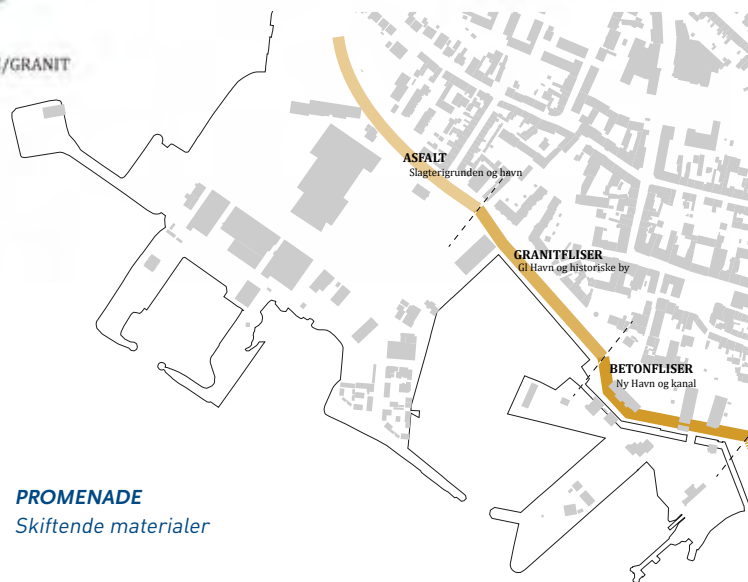 /GRANIT
ASFALT
Slagterigrunden og havn
GRANITFLISER
Gl Havn og historiske by
BETONFLISER
Ny Havn og kanal
PROMENADE
Skiftende materialer